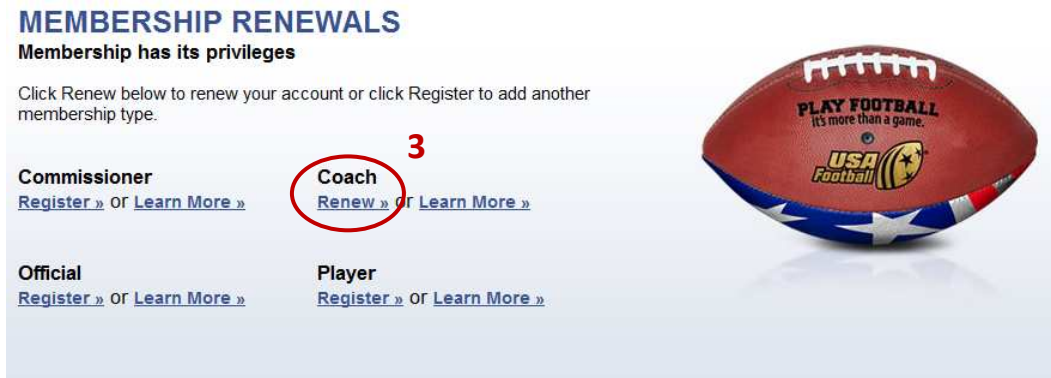 MEMBERSHIP RENEWALS
Membership has its privileges
Click Renew below to renew your account or click Register to add another
membership type.
3
Commissioner
Register » or Learn More »
Coach
Renew » or Learn More »
Official
Register » or Learn More »
Player
Register » or Learn More »
PLAY FOOTBALL
It's more than a game.
USA
Football